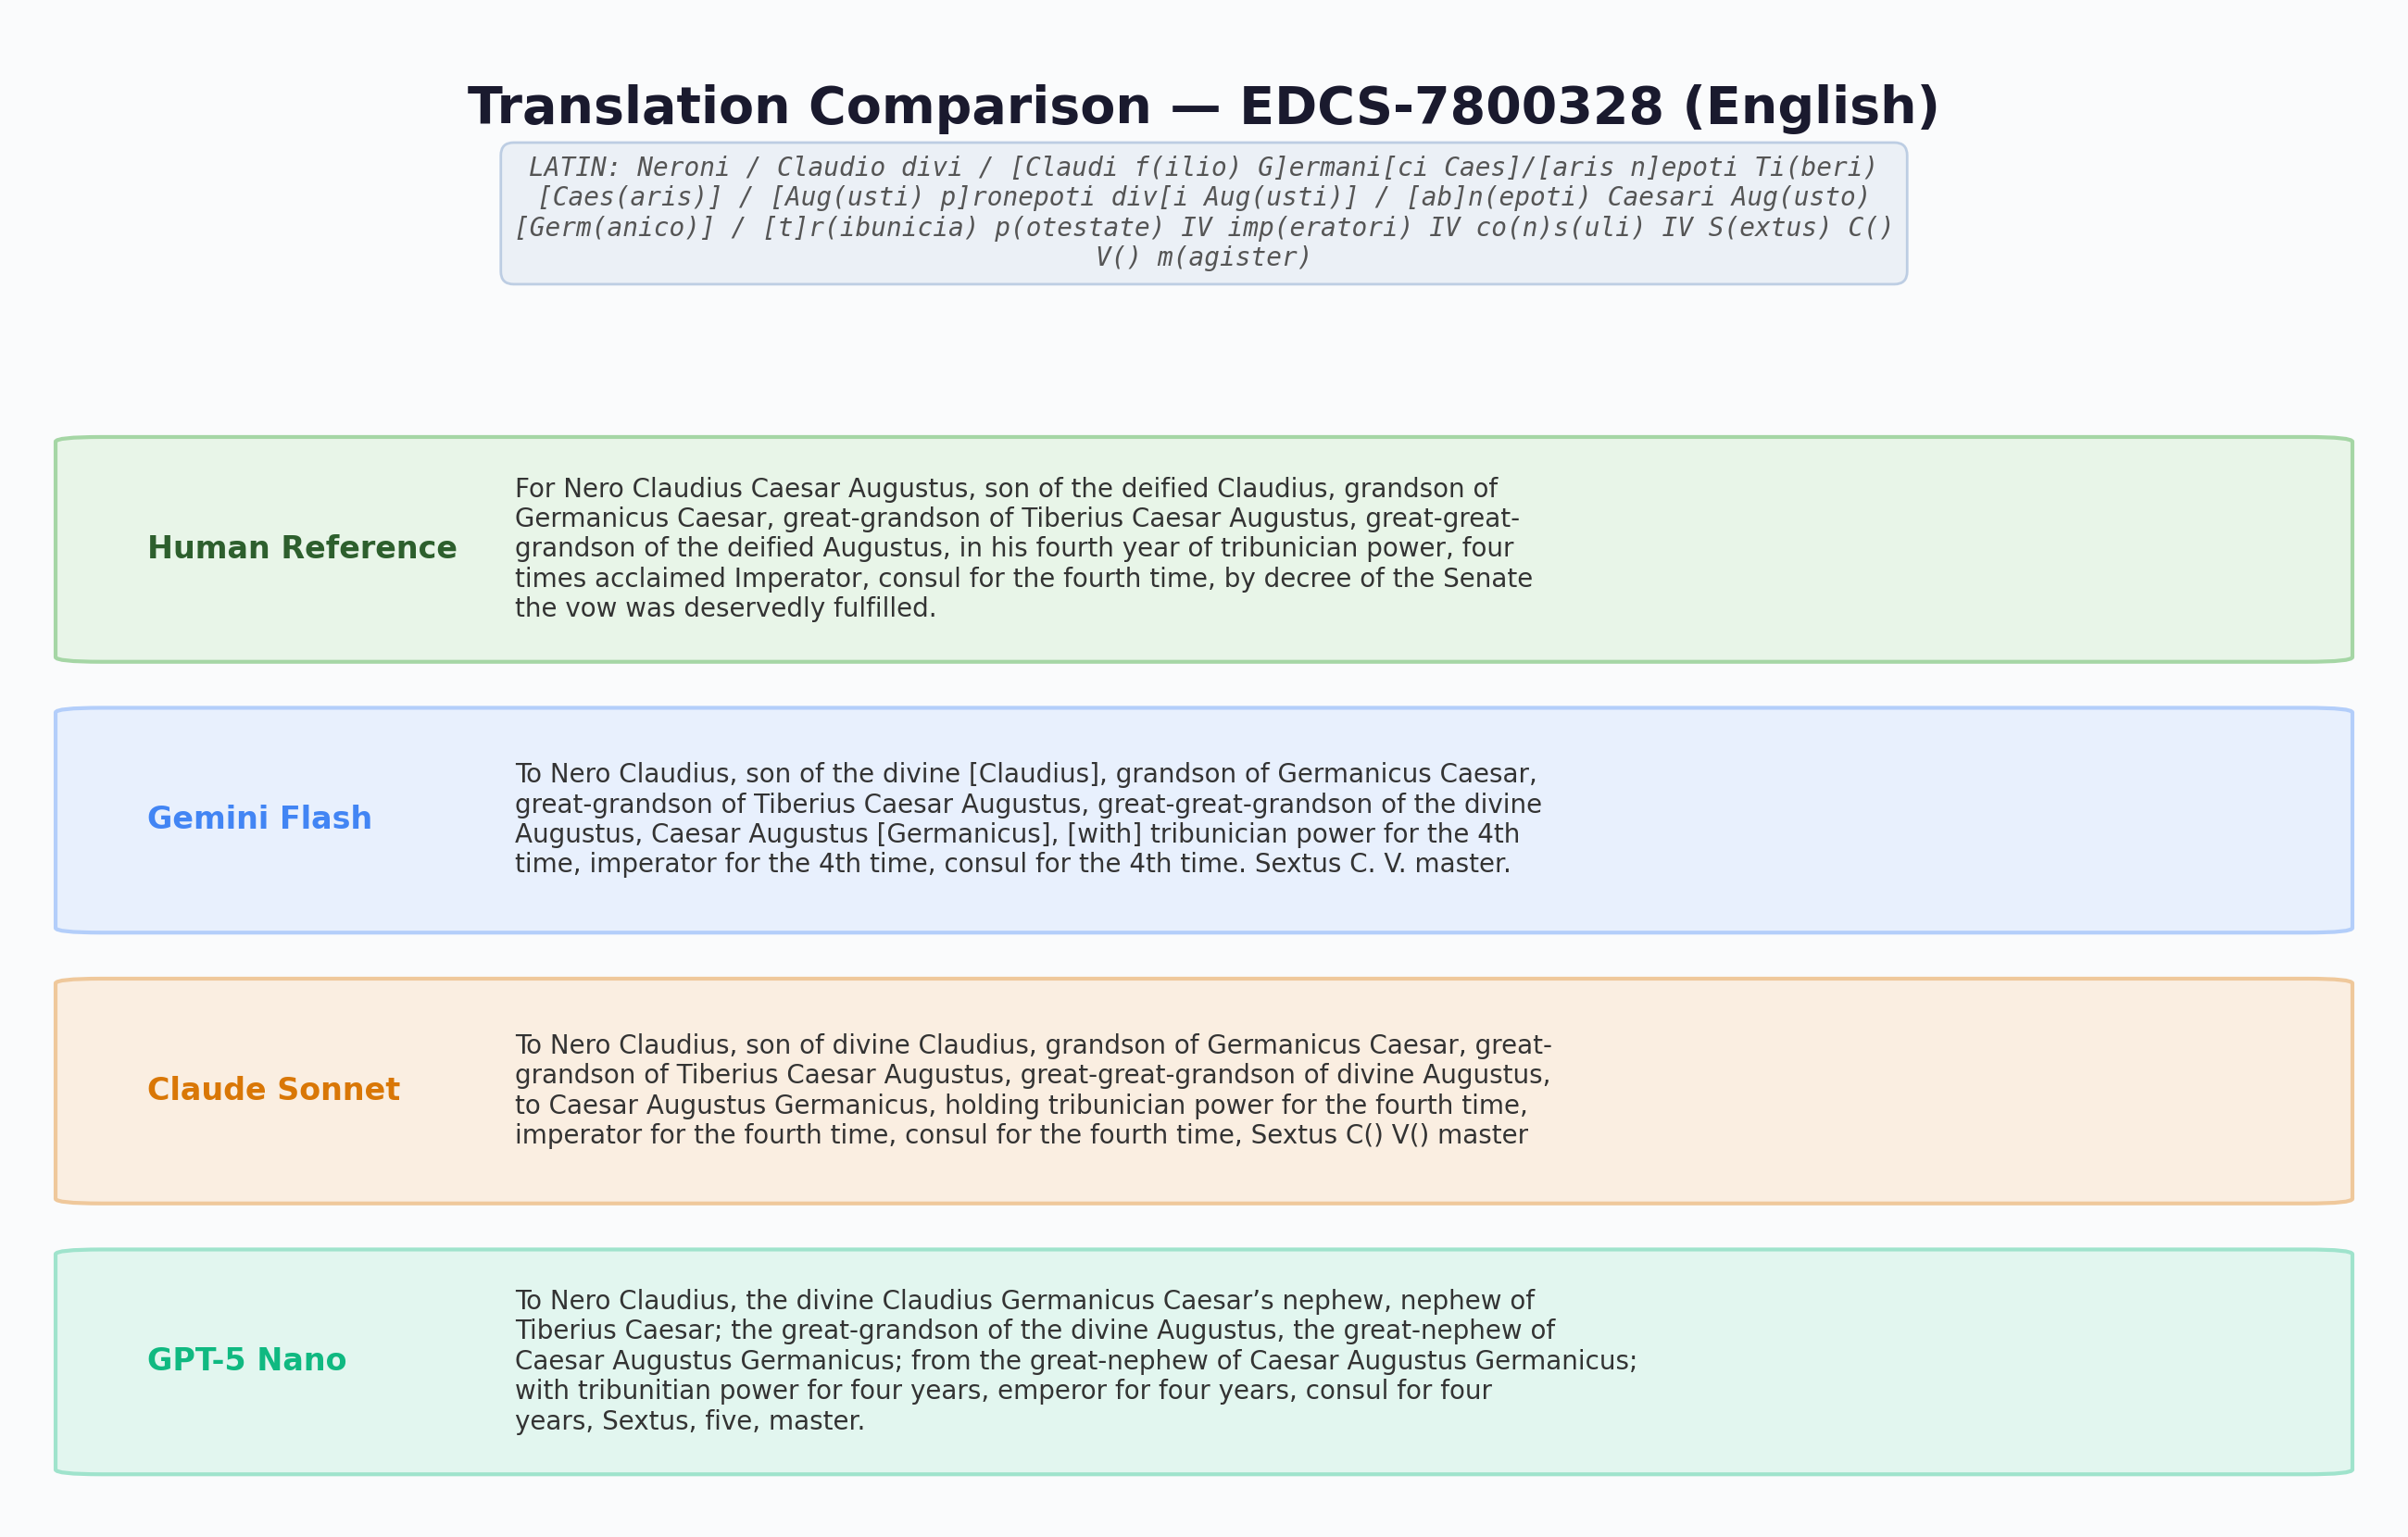 Translation Comparison — EDCS-7800328 (English)
LATIN: Neroni / Claudio divi / [Claudi f(ilio) G]ermani[ci Caes]/[aris n]epoti Ti(beri)
[Caes(aris)] / [Aug(usti) p]ronepoti div[i Aug(usti)] / [ab]n(epoti) Caesari Aug(usto)
[Germ(anico)] / [t]r(ibunicia) p(otestate) IV imp(eratori) IV co(n)s(uli) IV S(extus) C()
V() m(agister)
Human Reference
For Nero Claudius Caesar Augustus, son of the deified Claudius, grandson of
Germanicus Caesar, great-grandson of Tiberius Caesar Augustus, great-great-
grandson of the deified Augustus, in his fourth year of tribunician power, four
times acclaimed Imperator, consul for the fourth time, by decree of the Senate
the vow was deservedly fulfilled.
Gemini Flash
To Nero Claudius, son of the divine [Claudius], grandson of Germanicus Caesar,
great-grandson of Tiberius Caesar Augustus, great-great-grandson of the divine
Augustus, Caesar Augustus [Germanicus], [with] tribunician power for the 4th
time, imperator for the 4th time, consul for the 4th time. Sextus C. V. master.
Claude Sonnet
To Nero Claudius, son of divine Claudius, grandson of Germanicus Caesar, great-
grandson of Tiberius Caesar Augustus, great-great-grandson of divine Augustus,
to Caesar Augustus Germanicus, holding tribunician power for the fourth time,
imperator for the fourth time, consul for the fourth time, Sextus C() V() master
GPT-5 Nano
To Nero Claudius, the divine Claudius Germanicus Caesar’s nephew, nephew of
Tiberius Caesar; the great-grandson of the divine Augustus, the great-nephew of
Caesar Augustus Germanicus; from the great-nephew of Caesar Augustus Germanicus;
with tribunitian power for four years, emperor for four years, consul for four
years, Sextus, five, master.